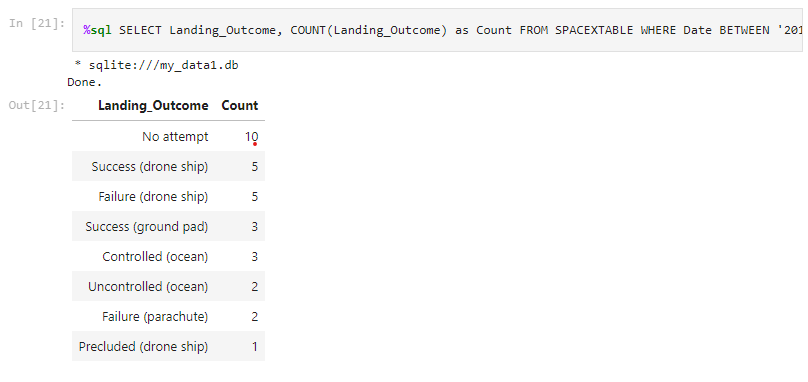 In [21]: %sql SELECT Landing_Outcome, COUNT(Landing_Outcome) as Count FROM SPACEXTABLE WHERE Date BETWEEN '201
* sqlite:///my_data1.db
Done.
Out[21]: Landing_Outcome Count
No attempt 10
Success (drone ship) 5
Failure (drone ship) 5
Success (ground pad) 3
Controlled (ocean) 3
Uncontrolled (ocean) 2
Failure (parachute) 2
Precluded (drone ship) 1